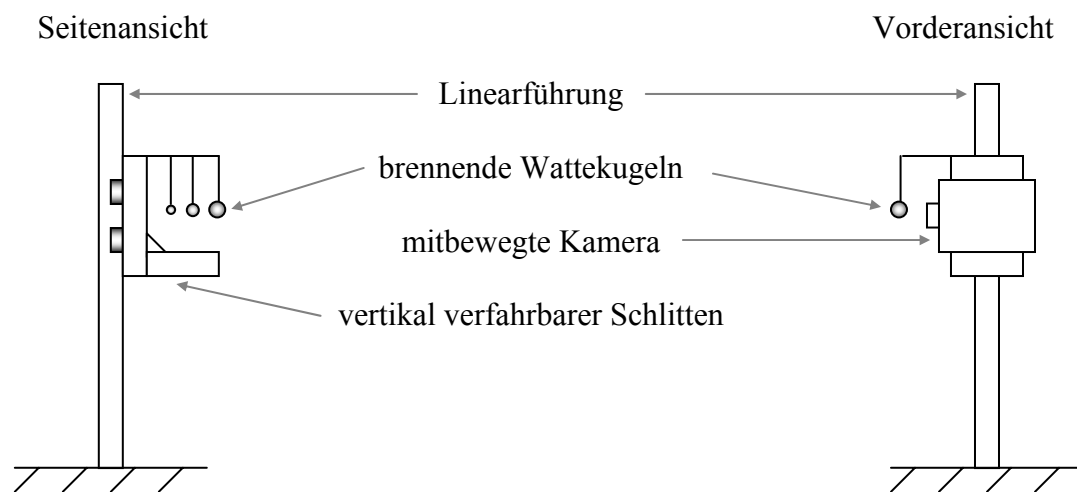 Seitenansicht
Vorderansicht
Linearführung
brennende Wattekugeln
mitbewegte Kamera
vertikal verfahrbarer Schlitten